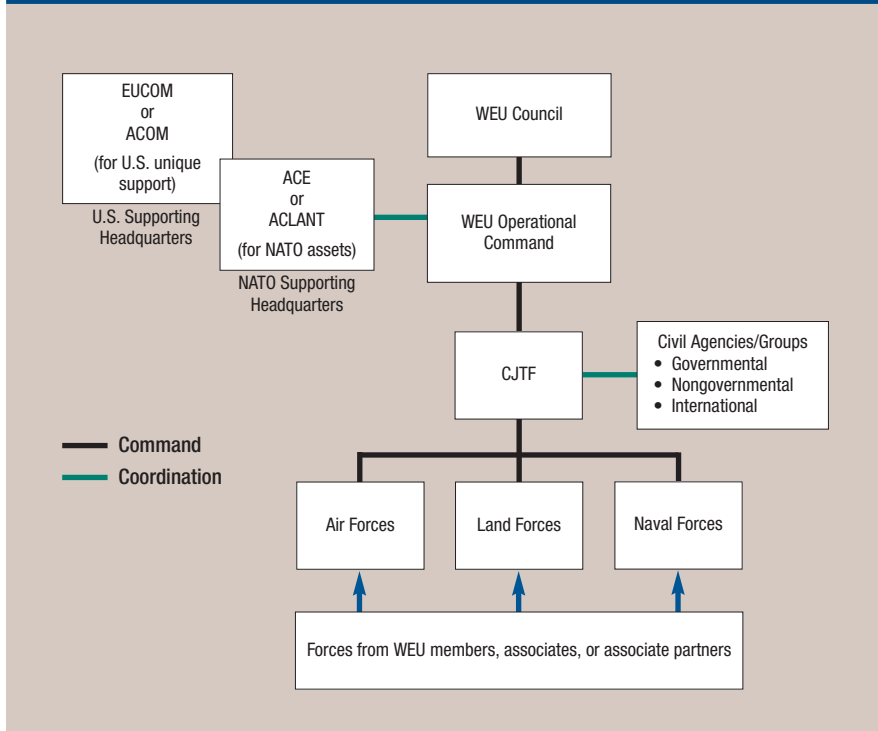 EUCOM
or
ACOM
(for U.S. unique
support)
U.S. Supporting
Headquarters
ACE
or
ACLANT
(for NATO assets)
NATO Supporting
Headquarters
WEU Council
WEU Operational
Command
CJTF
Civil Agencies/Groups
• Governmental
• Nongovernmental
• International
Command
Coordination
Air Forces
Land Forces
Naval Forces
Forces from WEU members, associates, or associate partners